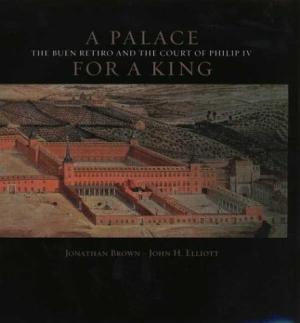 A PALACE
THE BUEN RETIRO AND THE COURT OF PHILIP IV
FOR A KING
JONATHAN BROWN · JOHN H. ELLIOTT